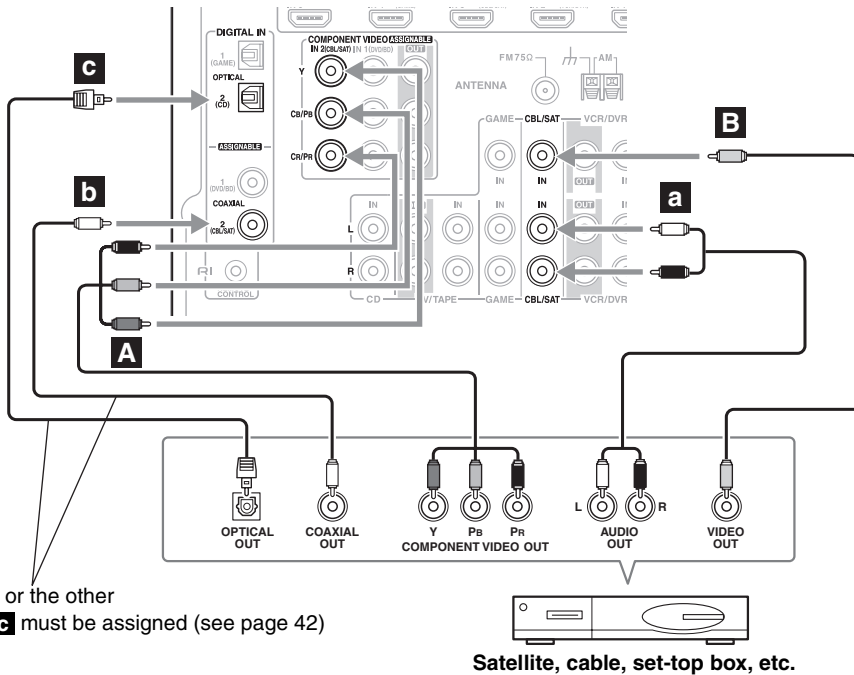 DIGITAL IN
1
(GAME)
OPTICAL
2
(CD)
ASSIGNABLE
1
(DVD/BD)
COAXIAL
2
(CBL/SAT)
RI
CONTROL
COMPONENT VIDEO ASSIGNABLE
IN 2(CBL/SAT) IN 1(DVD/BD) OUT
Y
CB/PB
CR/PR
FM75Ω
AM
ANTENNA
GAME CBL/SAT VCR/DVR
IN IN OUT
IN IN IN IN OUT
L
R
CD GAME CBL/SAT VCR/DVR
c
b
A
B
a
OPTICAL OUT
COAXIAL OUT
Y PB PR
COMPONENT VIDEO OUT
L R
AUDIO OUT
VIDEO OUT
or the other
c must be assigned (see page 42)
Satellite, cable, set-top box, etc.